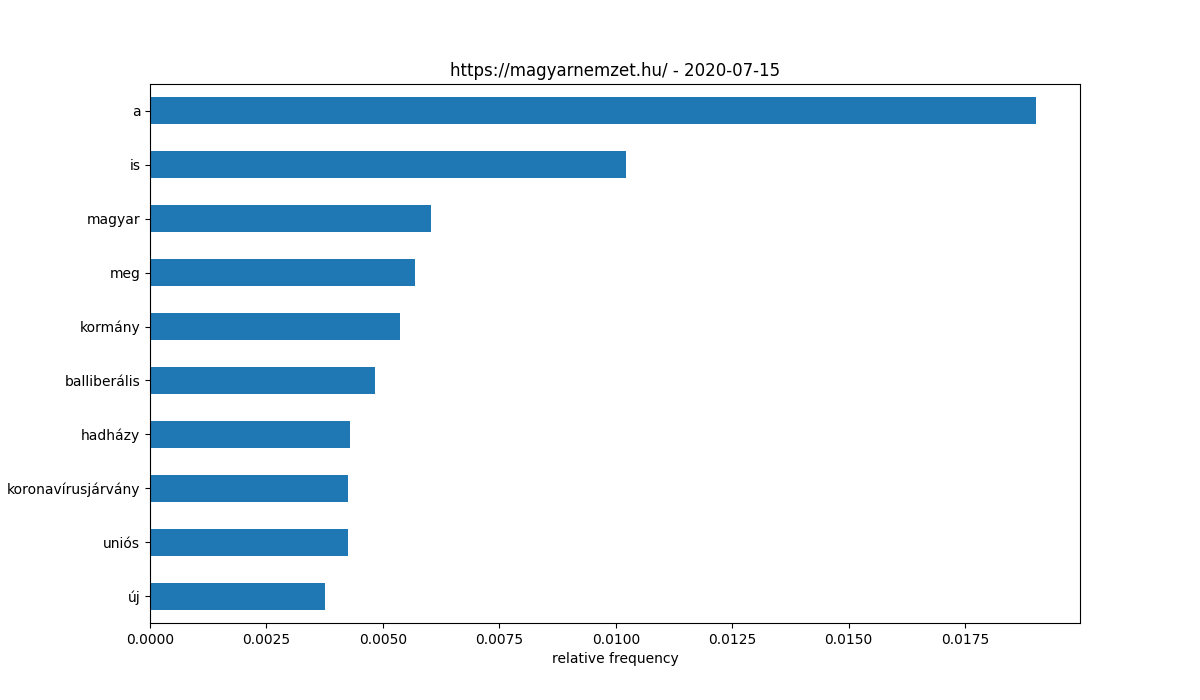 https://magyarnemzet.hu/ - 2020-07-15
a
is
magyar
meg
kormány
balliberális
hadházy
koronavírusjárvány
uniós
új
0.0000 0.0025 0.0050 0.0075 0.0100 0.0125 0.0150 0.0175
relative frequency